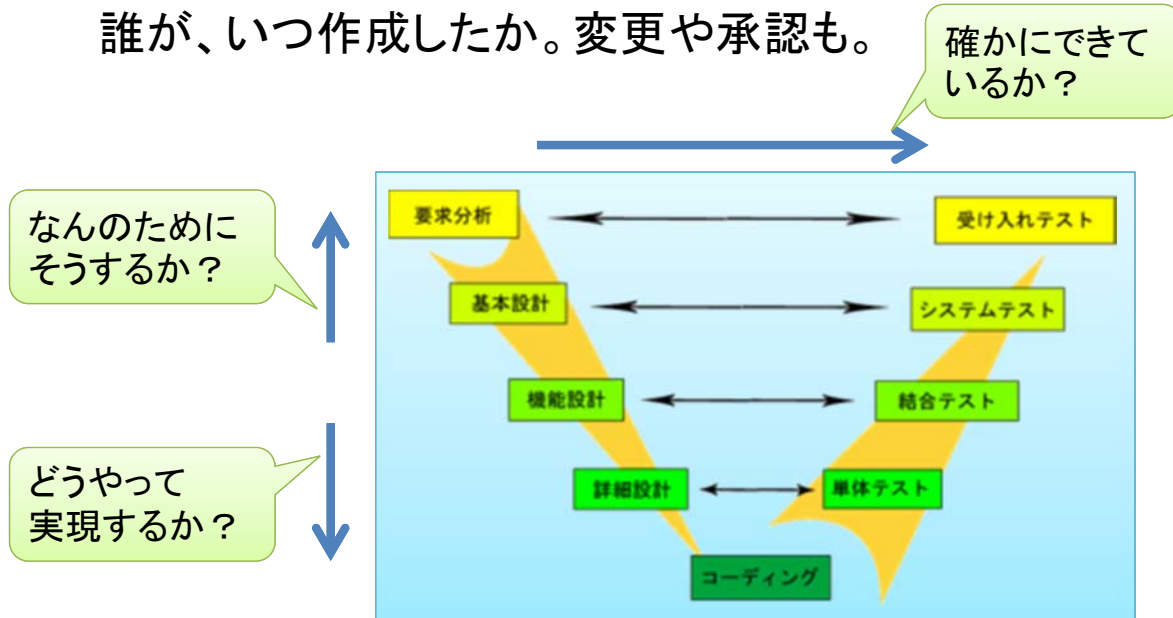 誰が、いつ作成したか。変更や承認も。
確かにできて
いるか？
なんのために
そうするか？
どうやって
実現するか？
要求分析
受け入れテスト
基本設計
システムテスト
機能設計
結合テスト
詳細設計
単体テスト
コーディング